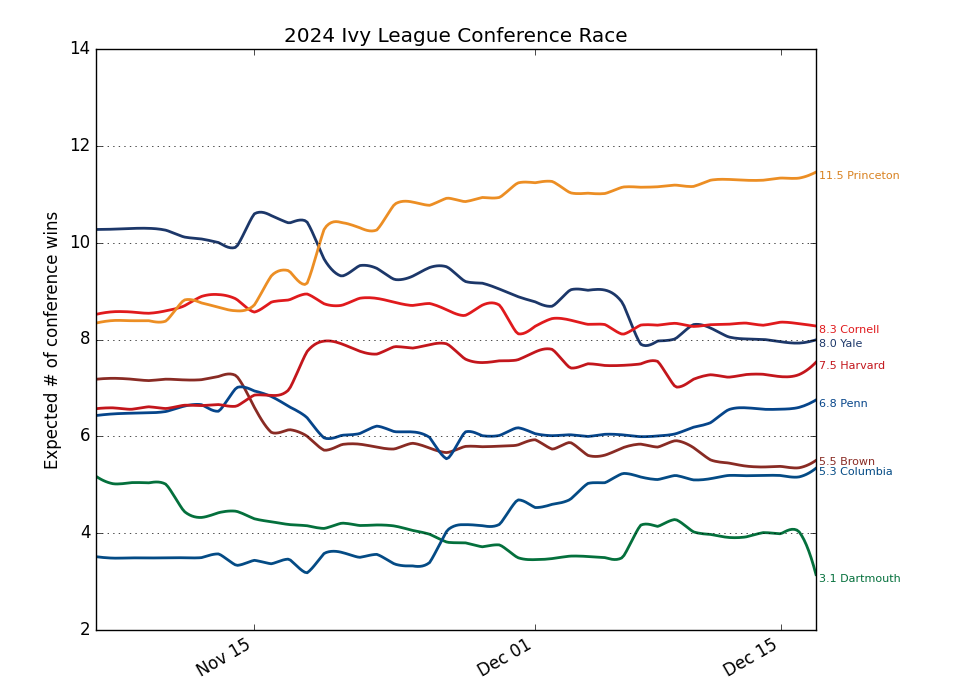 2024 Ivy League Conference Race
Expected # of conference wins
14
12
10
8
6
4
2
11.5 Princeton
8.3 Cornell
8.0 Yale
7.5 Harvard
6.8 Penn
5.5 Brown
5.3 Columbia
3.1 Dartmouth
Nov 15
Dec 01
Dec 15